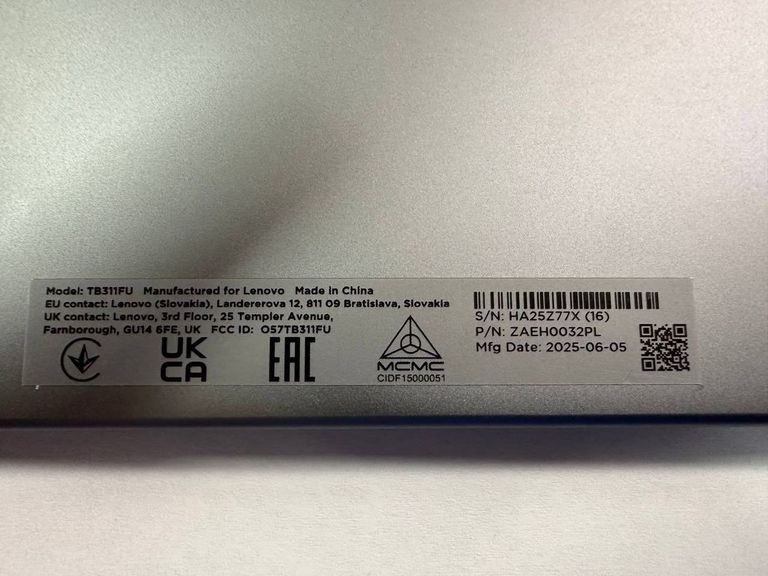 Model: TB311FU Manufactured for Lenovo Made in China
EU contact: Lenovo (Slovakia), Landererova 12, 811 09 Bratislava, Slovakia
UK contact: Lenovo, 3rd Floor, 25 Templer Avenue,
Farnborough, GU14 6FE, UK FCC ID: O57TB311FU
UK
CA
EAC
MCMC
CIDF15000051
S/N: HA25Z77X (16)
P/N: ZAEH0032PL
Mfg Date: 2025-06-05